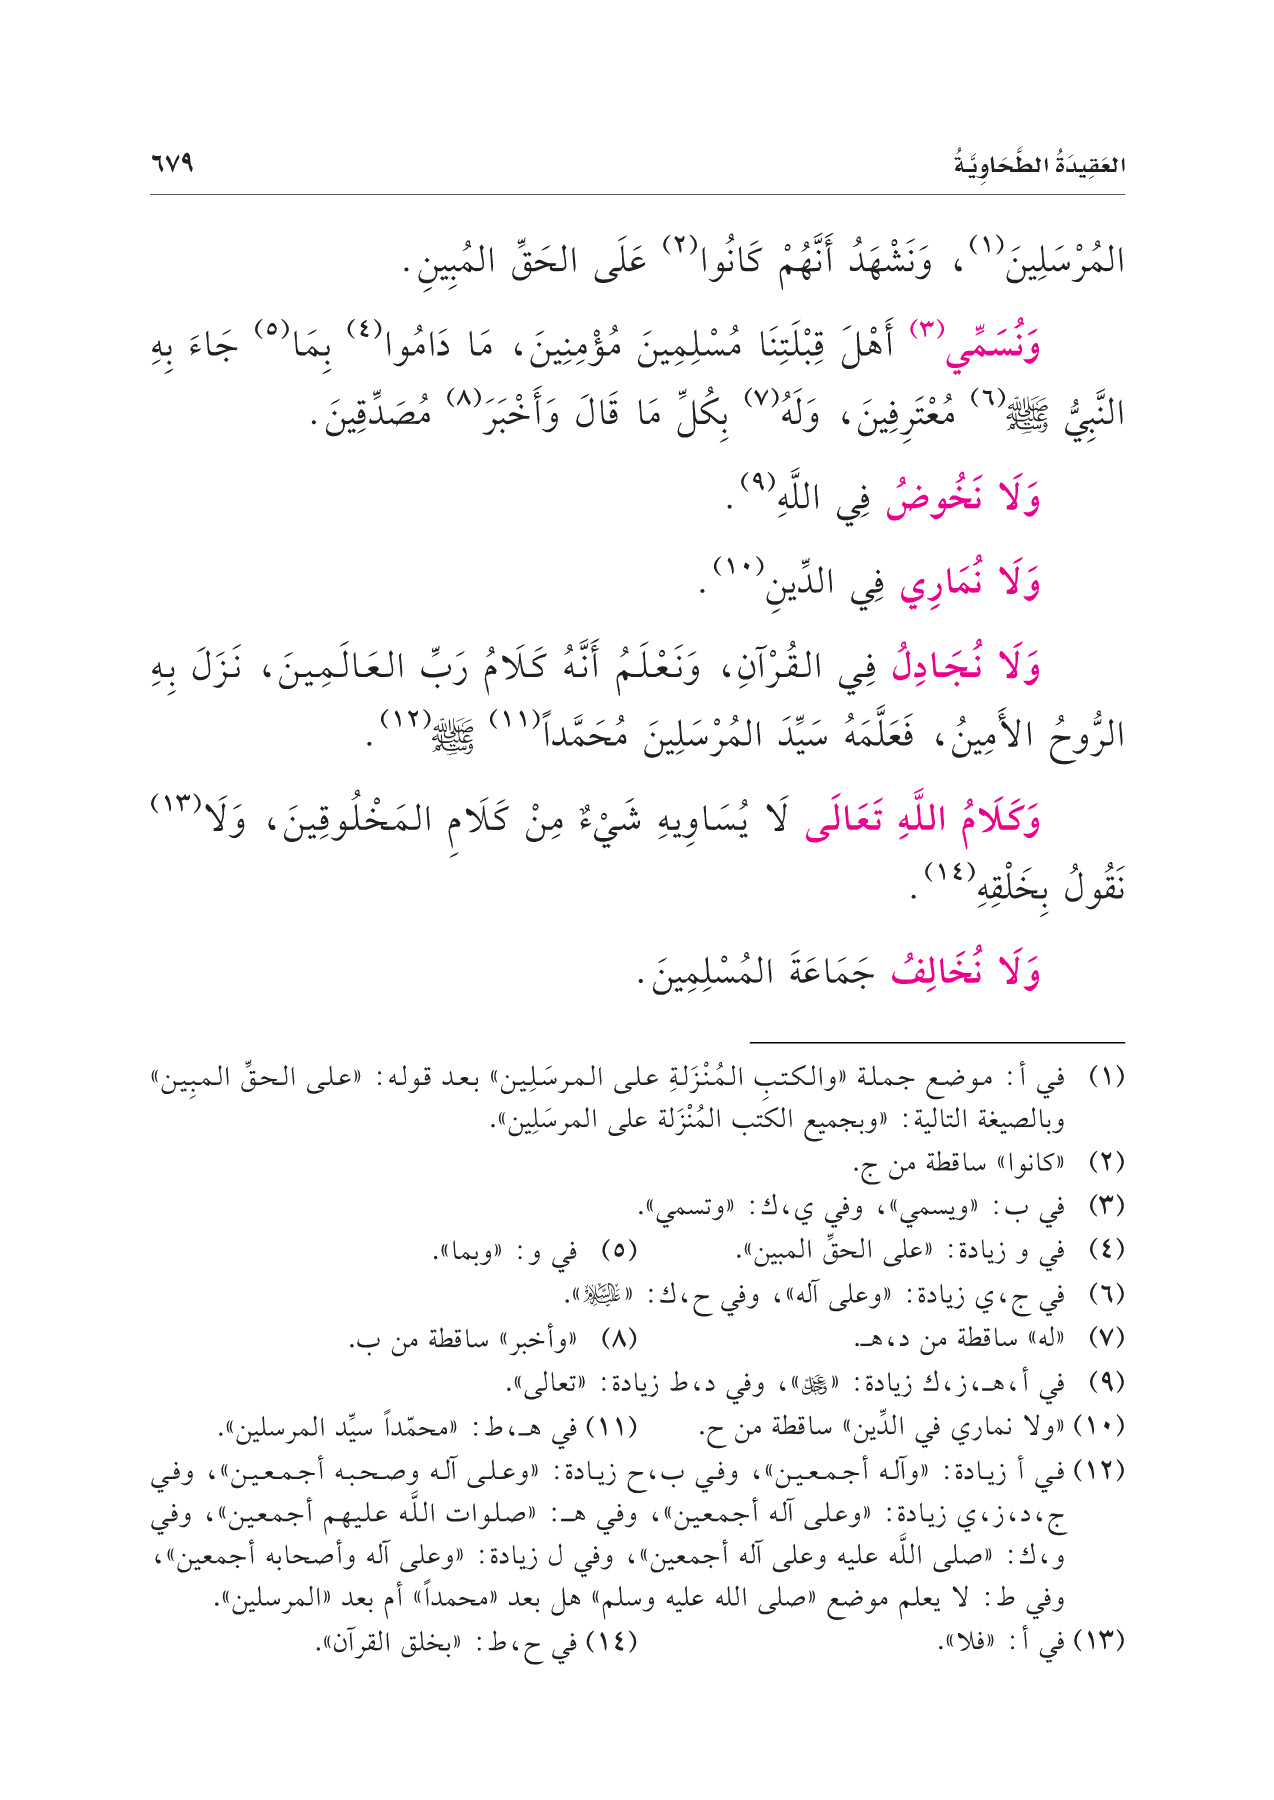 العَقِيدَةُ الطَّحَاوِيَّةُ ٦٧٩
المُرْسَلِينَ(١)، وَنَشْهَدُ أَنَّهُمْ كَانُوا(٢) عَلَى الحَقِّ المُبِينِ.
وَنُسَمِّي(٣) أَهْلَ قِبْلَتِنَا مُسْلِمِينَ مُؤْمِنِينَ، مَا دَامُوا(٤) بِمَا(٥) جَاءَ بِهِ
النَّبِيُّ ﷺ(٦) مُعْتَرِفِينَ، وَلَهُ(٧) بِكُلِّ مَا قَالَ وَأَخْبَرَ(٨) مُصَدِّقِينَ.
وَلَا نَخُوضُ فِي اللَّهِ(٩).
وَلَا نُمَارِي فِي الدِّينِ(١٠).
وَلَا نُجَادِلُ فِي القُرْآنِ، وَنَعْلَمُ أَنَّهُ كَلَامُ رَبِّ العَالَمِينَ، نَزَلَ بِهِ
الرُّوحُ الأَمِينُ، فَعَلَّمَهُ سَيِّدَ المُرْسَلِينَ مُحَمَّداً(١١) ﷺ(١٢).
وَكَلَامُ اللَّهِ تَعَالَى لَا يُسَاوِيهِ شَيْءٌ مِنْ كَلَامِ المَخْلُوقِينَ، وَلَا(١٣)
نَقُولُ بِخَلْقِهِ(١٤).
وَلَا نُخَالِفُ جَمَاعَةَ المُسْلِمِينَ.
(١) في أ: موضع جملة «والكتبِ المُنْزَلةِ على المرسَلِين» بعد قوله: «على الحقِّ المبِين»
وبالصيغة التالية: «وبجميع الكتب المُنْزَلة على المرسَلِين».
(٢) «كانوا» ساقطة من ج.
(٣) في ب: «ويسمي»، وفي ي،ك: «وتسمي».
(٤) في و زيادة: «على الحقِّ المبين». (٥) في و: «وبما».
(٦) في ج،ي زيادة: «وعلى آله»، وفي ح،ك: «عليه السلام».
(٧) «له» ساقطة من د،هـ. (٨) «وأخبر» ساقطة من ب.
(٩) في أ،هـ،ز،ك زيادة: «عز وجل»، وفي د،ط زيادة: «تعالى».
(١٠) «ولا نماري في الدِّين» ساقطة من ح. (١١) في هـ،ط: «محمّداً سيِّد المرسلين».
(١٢) في أ زيادة: «وآله أجمعين»، وفي ب،ح زيادة: «وعلى آله وصحبه أجمعين»، وفي
ج،د،ز،ي زيادة: «وعلى آله أجمعين»، وفي هـ: «صلوات اللَّه عليهم أجمعين»، وفي
و،ك: «صلى اللَّه عليه وعلى آله أجمعين»، وفي ل زيادة: «وعلى آله وأصحابه أجمعين»،
وفي ط: لا يعلم موضع «صلى الله عليه وسلم» هل بعد «محمداً» أم بعد «المرسلين».
(١٣) في أ: «فلا». (١٤) في ح،ط: «بخلق القرآن».